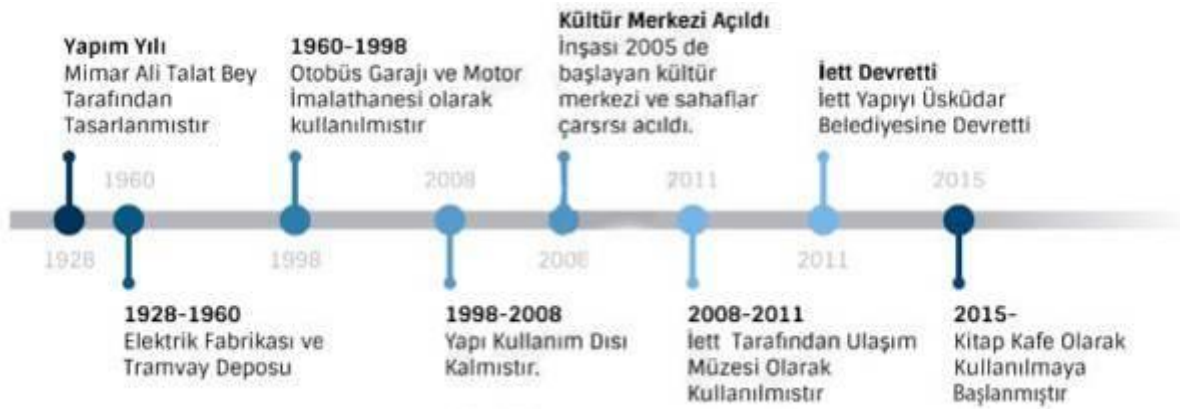 Yapım Yılı
Mimar Ali Talat Bey
Tarafından
Tasarlanmıstır
1960-1998
Otobüs Garajı ve Motor
İmalathanesi olarak
kullanılmıstır
Kültür Merkezi Açıldı
İnşası 2005 de
başlayan kültür
merkezi ve sahaflar
çarsrsı acıldı.
İett Devretti
İett Yapıyı Üsküdar
Belediyesine Devretti
1960
2008
2011
2015
1928
1998
2008
2011
1928-1960
Elektrik Fabrikası ve
Tramvay Deposu
1998-2008
Yapı Kullanım Dısı
Kalmıstır.
2008-2011
İett Tarafından Ulaşım
Müzesi Olarak
Kullanılmıstır
2015-
Kitap Kafe Olarak
Kullanılmaya
Başlanmıştır